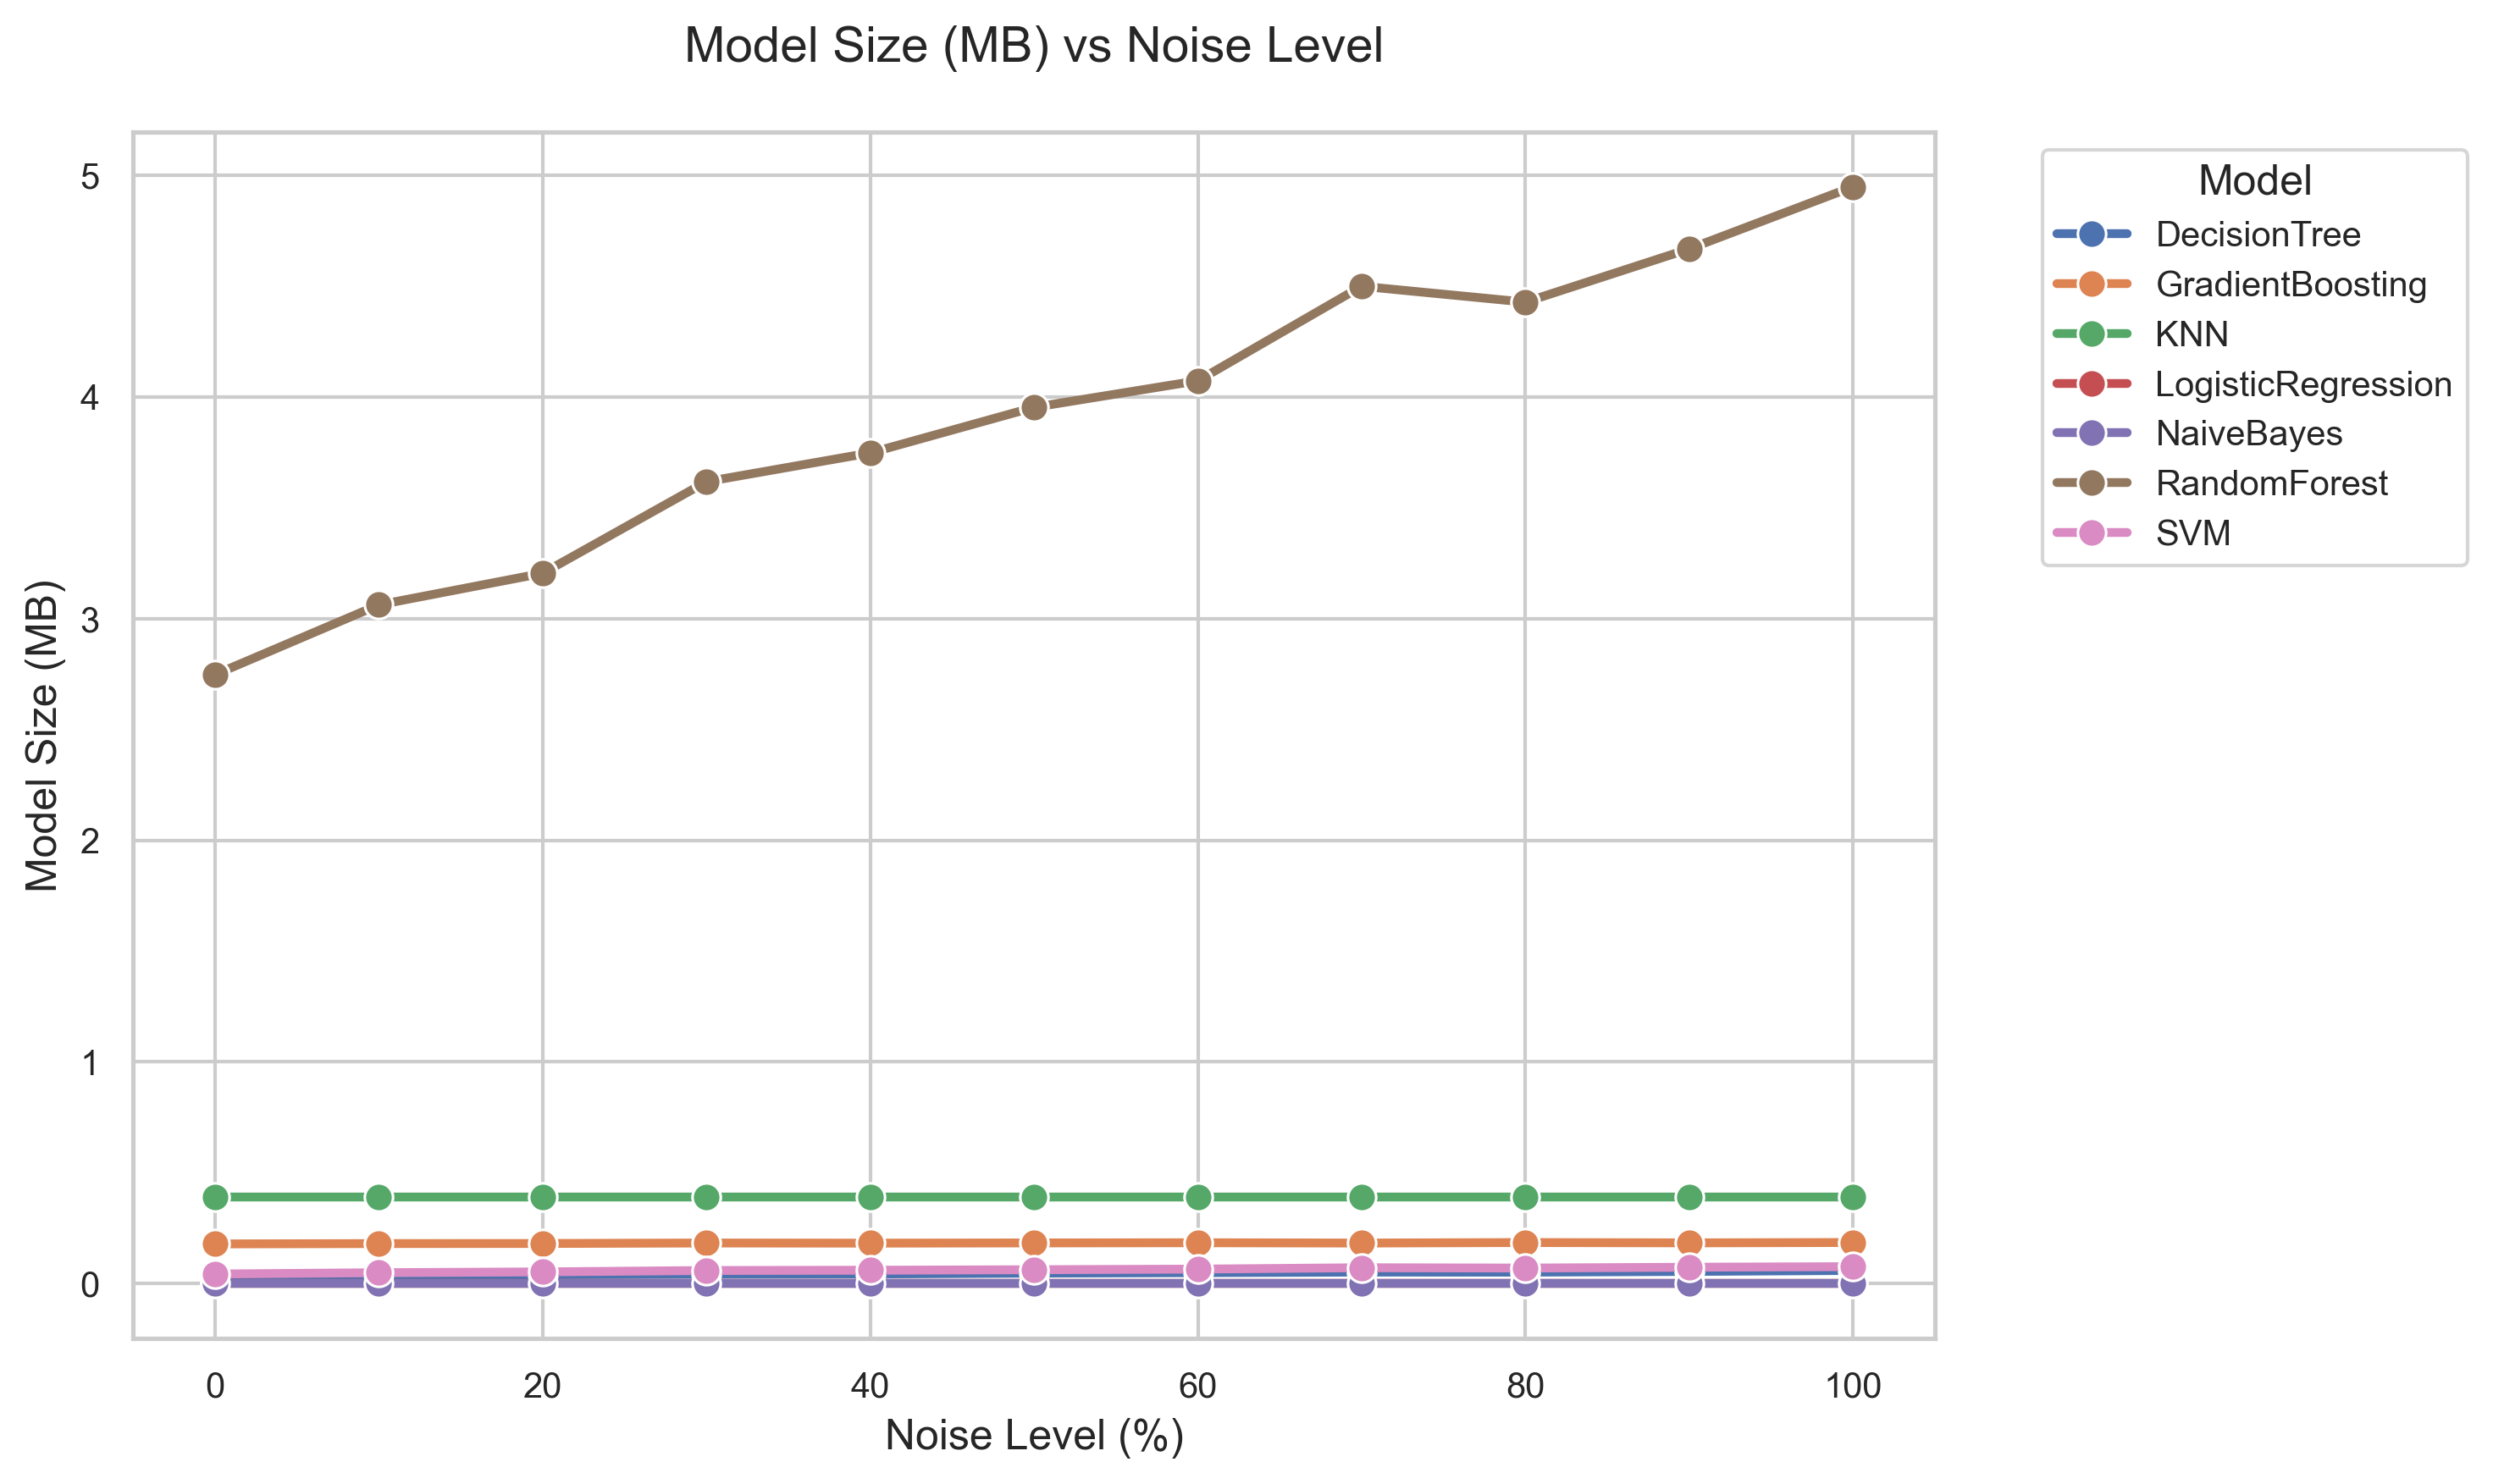 Model Size (MB) vs Noise Level
Model Size (MB)
5
4
3
2
1
0
0 20 40 60 80 100
Noise Level (%)
Model
DecisionTree
GradientBoosting
KNN
LogisticRegression
NaiveBayes
RandomForest
SVM